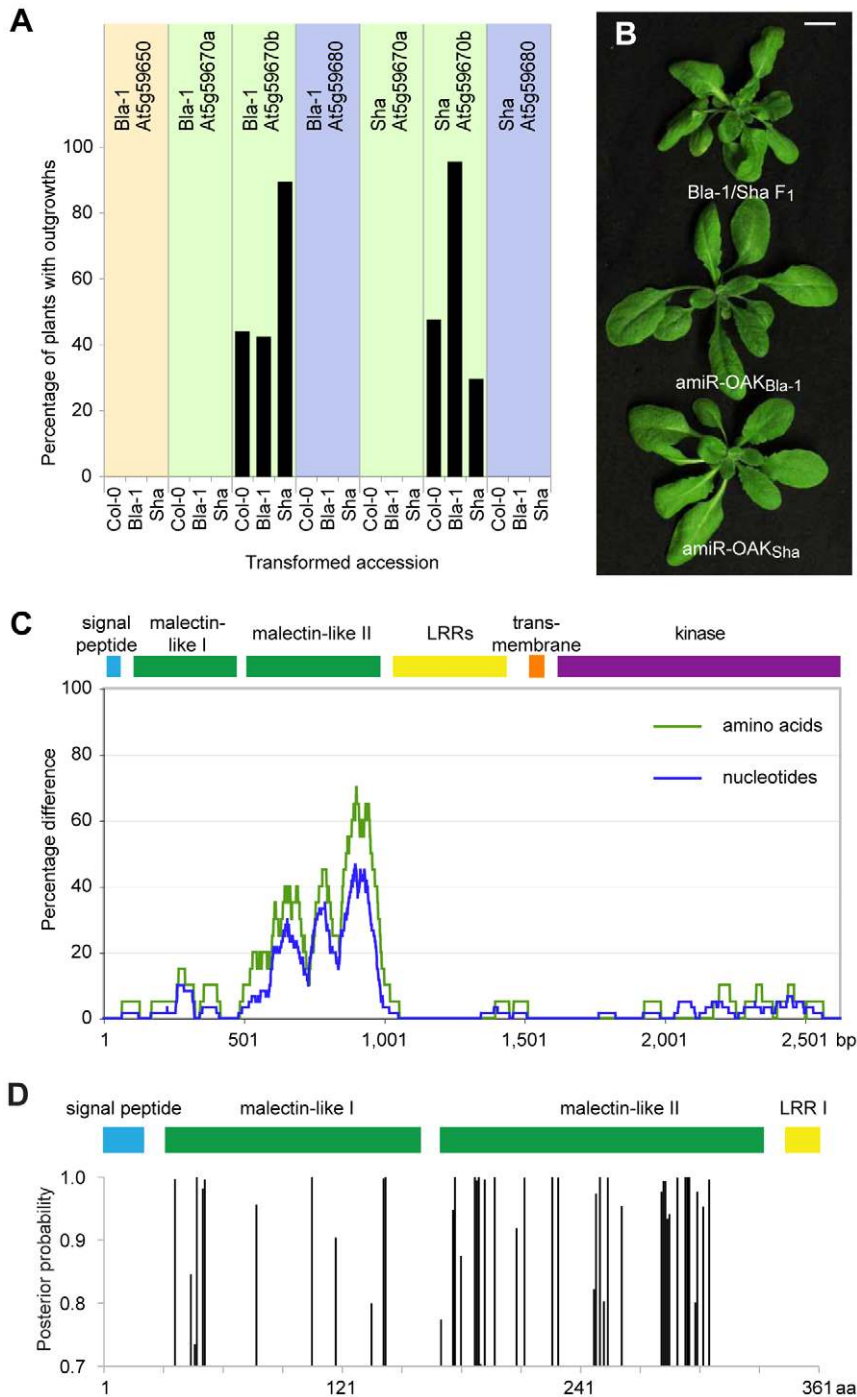 A
Bla-1
At5g59650
Bla-1
At5g59670a
Bla-1
At5g59670b
Bla-1
At5g59680
Sha
At5g59670a
Sha
At5g59670b
Sha
At5g59680
Percentage of plants with outgrowths
100
80
60
40
20
0
Col-0
Bla-1
Sha
Col-0
Bla-1
Sha
Col-0
Bla-1
Sha
Col-0
Bla-1
Sha
Col-0
Bla-1
Sha
Col-0
Bla-1
Sha
Col-0
Bla-1
Sha
Transformed accession
B
Bla-1/Sha F1
amiR-OAKBla-1
amiR-OAKSha
C
signal
peptide
malectin-
like I
malectin-like II
LRRs
trans-
membrane
kinase
Percentage difference
100
80
60
40
20
0
amino acids
nucleotides
1 501 1,001 1,501 2,001 2,501 bp
D
signal peptide malectin-like I malectin-like II LRR I
Posterior probability
1.0
0.9
0.8
0.7
1 121 241 361 aa